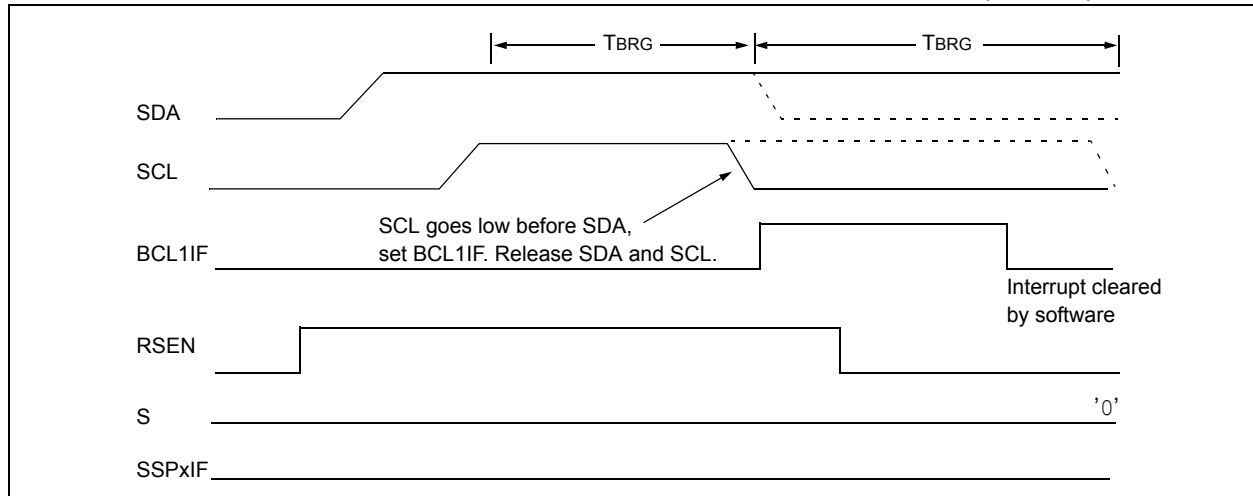 TBRG TBRG
SDA
SCL
SCL goes low before SDA,
set BCL1IF. Release SDA and SCL.
BCL1IF
Interrupt cleared
by software
RSEN
S '0'
SSPxIF